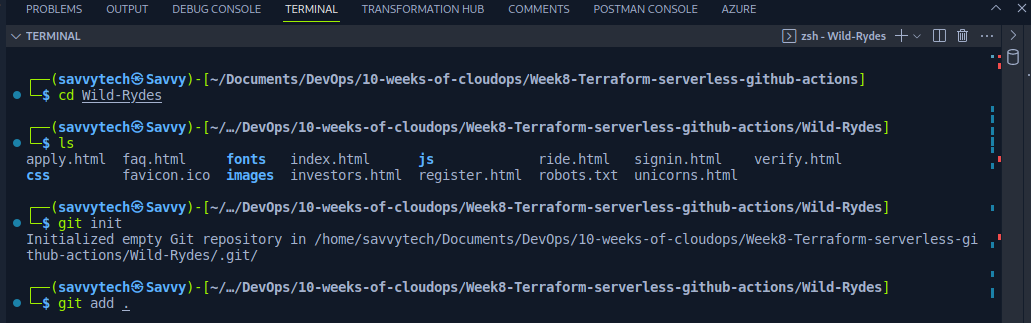 PROBLEMS OUTPUT DEBUG CONSOLE TERMINAL TRANSFORMATION HUB COMMENTS POSTMAN CONSOLE AZURE
TERMINAL zsh - Wild-Rydes
┌──(savvytech㉿Savvy)-[~/Documents/DevOps/10-weeks-of-cloudops/Week8-Terraform-serverless-github-actions]
└─$ cd Wild-Rydes
┌──(savvytech㉿Savvy)-[~/…/DevOps/10-weeks-of-cloudops/Week8-Terraform-serverless-github-actions/Wild-Rydes]
└─$ ls
apply.html faq.html fonts index.html js ride.html signin.html verify.html
css favicon.ico images investors.html register.html robots.txt unicorns.html
┌──(savvytech㉿Savvy)-[~/…/DevOps/10-weeks-of-cloudops/Week8-Terraform-serverless-github-actions/Wild-Rydes]
└─$ git init
Initialized empty Git repository in /home/savvytech/Documents/DevOps/10-weeks-of-cloudops/Week8-Terraform-serverless-gi
thub-actions/Wild-Rydes/.git/
┌──(savvytech㉿Savvy)-[~/…/DevOps/10-weeks-of-cloudops/Week8-Terraform-serverless-github-actions/Wild-Rydes]
└─$ git add .